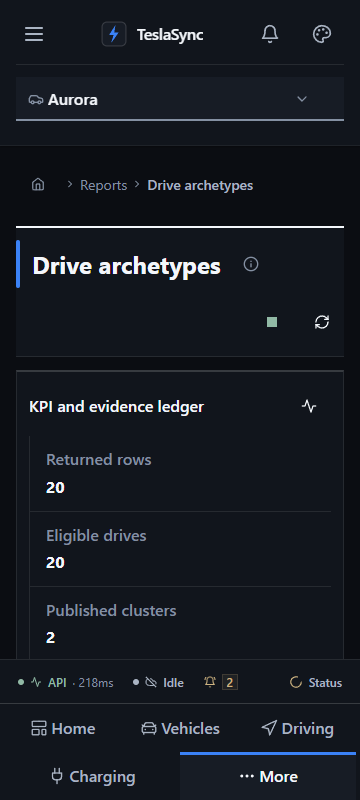 TeslaSync
Aurora
Reports
Drive archetypes
Drive archetypes
KPI and evidence ledger
Returned rows
20
Eligible drives
20
Published clusters
2
API · 218ms
Idle
2
Status
Home
Vehicles
Driving
Charging
More